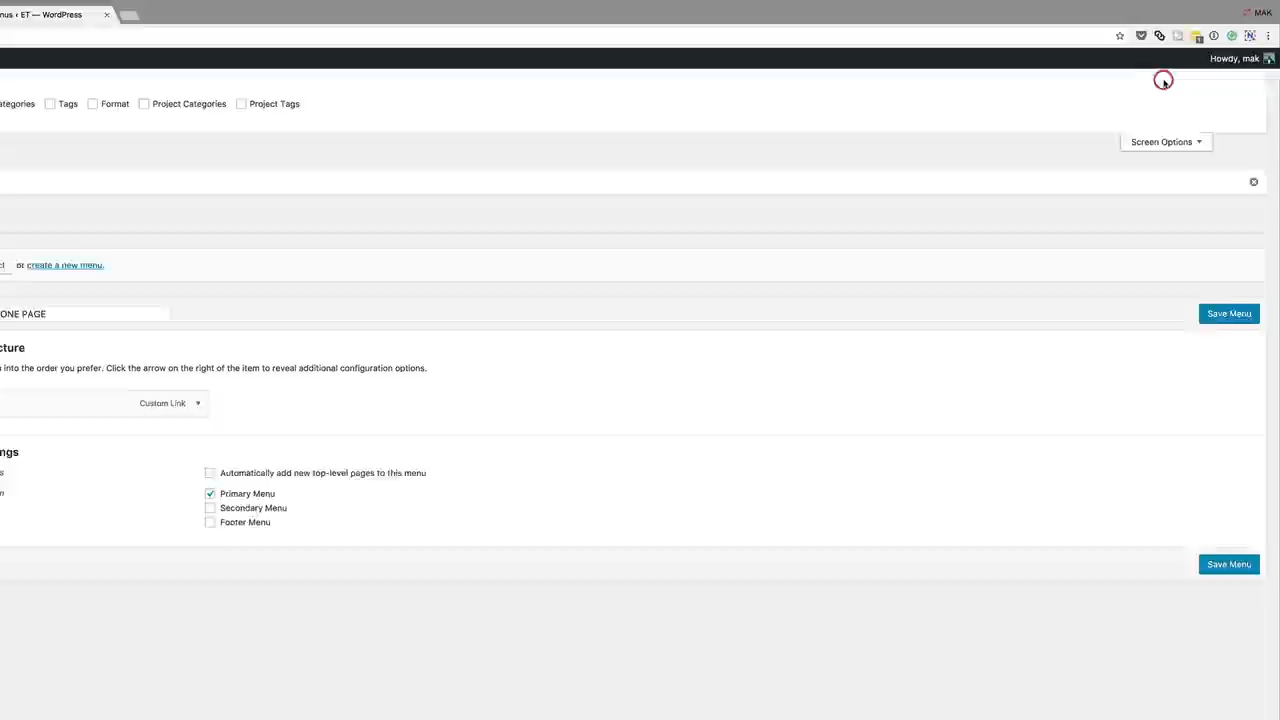 nus ‹ ET — WordPress
MAK
Howdy, mak
ategories Tags Format Project Categories Project Tags
Screen Options
ct or create a new menu.
ONE PAGE
Save Menu
cture
into the order you prefer. Click the arrow on the right of the item to reveal additional configuration options.
Custom Link
ngs
s Automatically add new top-level pages to this menu
n Primary Menu
Secondary Menu
Footer Menu
Save Menu